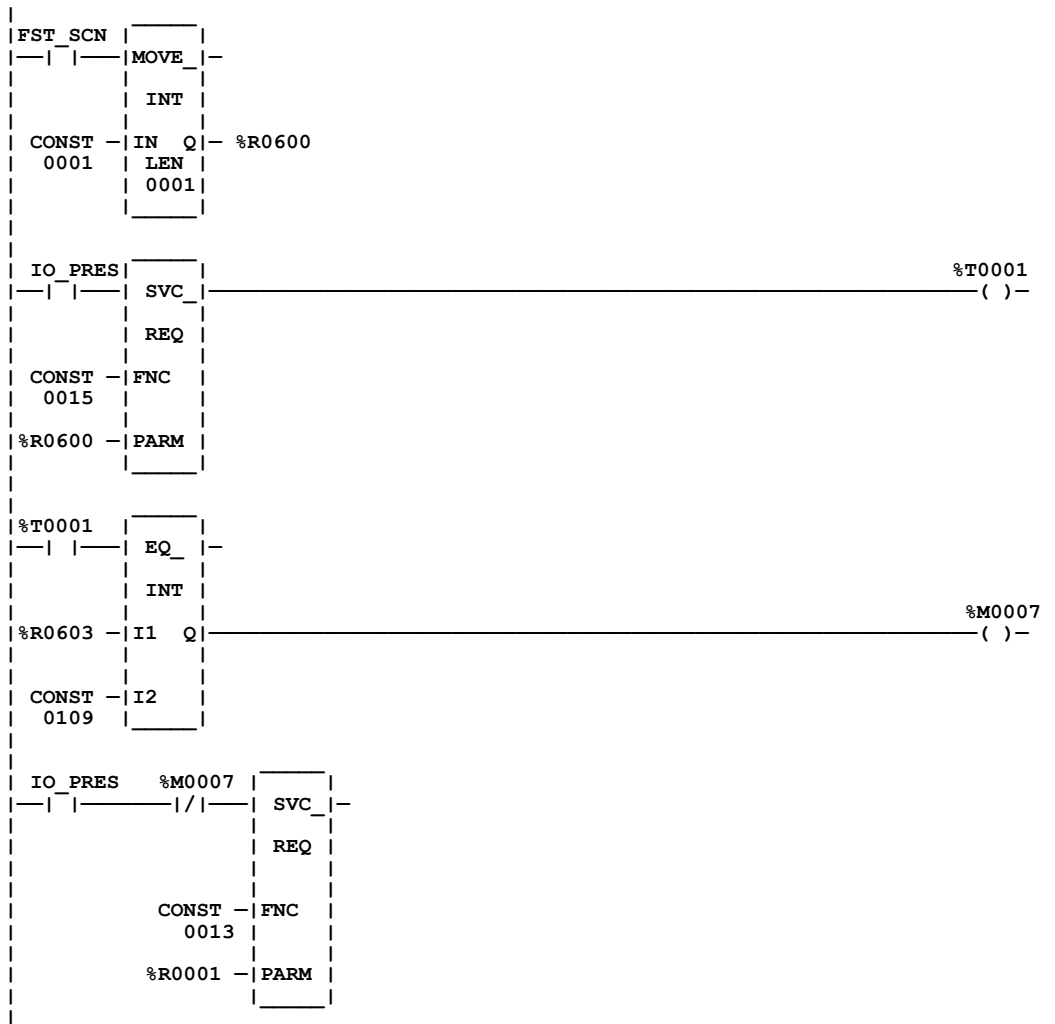 FST_SCN
MOVE_
INT
CONST IN Q %R0600
0001 LEN
0001
IO_PRES %T0001
SVC_ ( )
REQ
CONST FNC
0015
%R0600 PARM
%T0001
EQ_
INT
%M0007
%R0603 I1 Q ( )
CONST I2
0109
IO_PRES %M0007
/ SVC_
REQ
CONST FNC
0013
%R0001 PARM